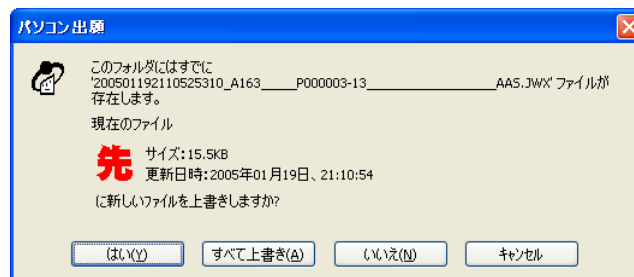 パソコン出願
このフォルダにはすでに
'200501192110525310_A163_____P000003-13__________________AAS.JWX' ファイルが
存在します。
現在のファイル
先
サイズ:15.5KB
更新日時:2005年01月19日、21:10:54
に新しいファイルを上書きしますか?
はい(Y) すべて上書き(A) いいえ(N) キャンセル